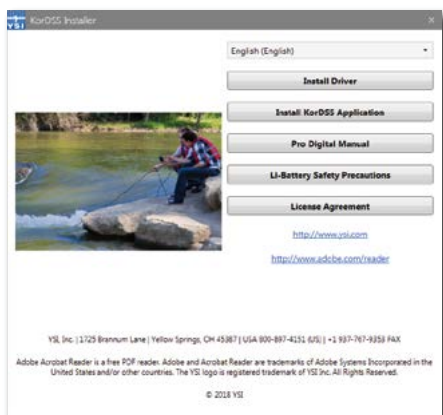 YSI
KorDSS Installer
English (English)
Install Driver
Install KorDSS Application
Pro Digital Manual
LI-Battery Safety Precautions
License Agreement
http://www.ysi.com
http://www.adobe.com/reader
YSI, Inc. | 1725 Brannum Lane | Yellow Springs, OH 45387 | USA 800-897-4151 (US) | +1 937-767-9353 FAX
Adobe Acrobat Reader is a free PDF reader. Adobe and Acrobat Reader are trademarks of Adobe Systems Incorporated in the
United States and/or other countries. The YSI logo is registered trademark of YSI Inc. All Rights Reserved.
© 2018 YSI